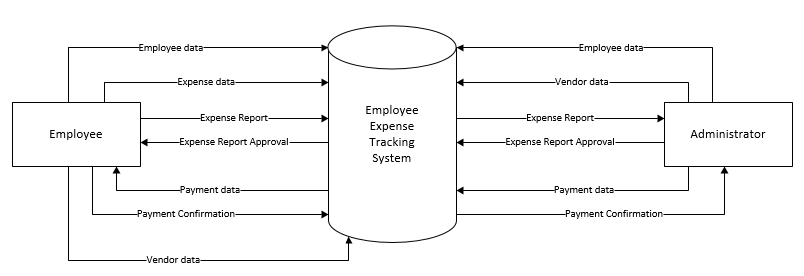 Employee data
Employee data
Expense data
Vendor data
Expense Report
Expense Report
Employee
Expense
Tracking
System
Employee
Administrator
Expense Report Approval
Expense Report Approval
Payment data
Payment data
Payment Confirmation
Payment Confirmation
Vendor data